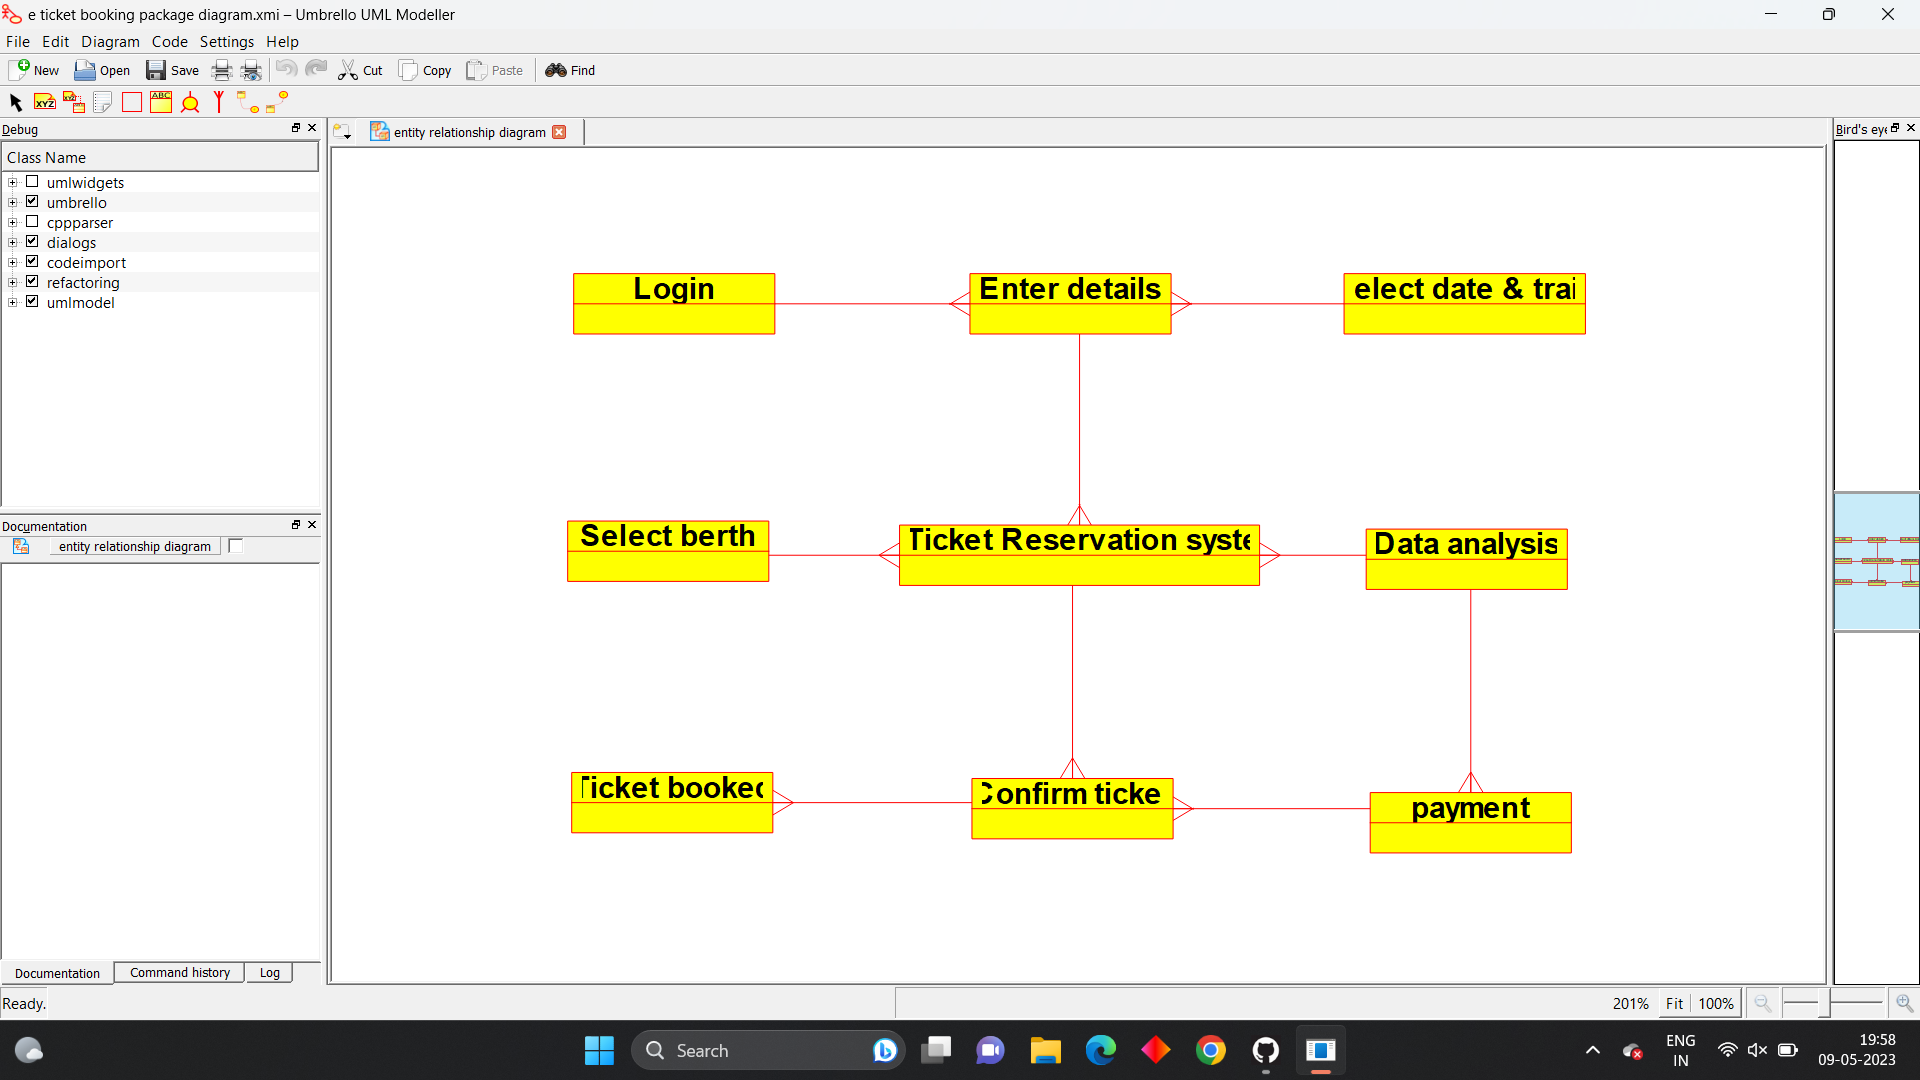 e ticket booking package diagram.xmi – Umbrello UML Modeller
File Edit Diagram Code Settings Help
New Open Save Cut Copy Paste Find
XYZ XYZ ABC
Debug
entity relationship diagram
Bird's eye
Class Name
umlwidgets
umbrello
cppparser
dialogs
codeimport
refactoring
umlmodel
Login
Enter details
elect date & trai
Select berth
Ticket Reservation syste
Data analysis
Ticket booked
Confirm ticke
payment
Documentation
entity relationship diagram
Documentation Command history Log
Ready.
201% Fit 100%
Search
ENG
IN
19:58
09-05-2023